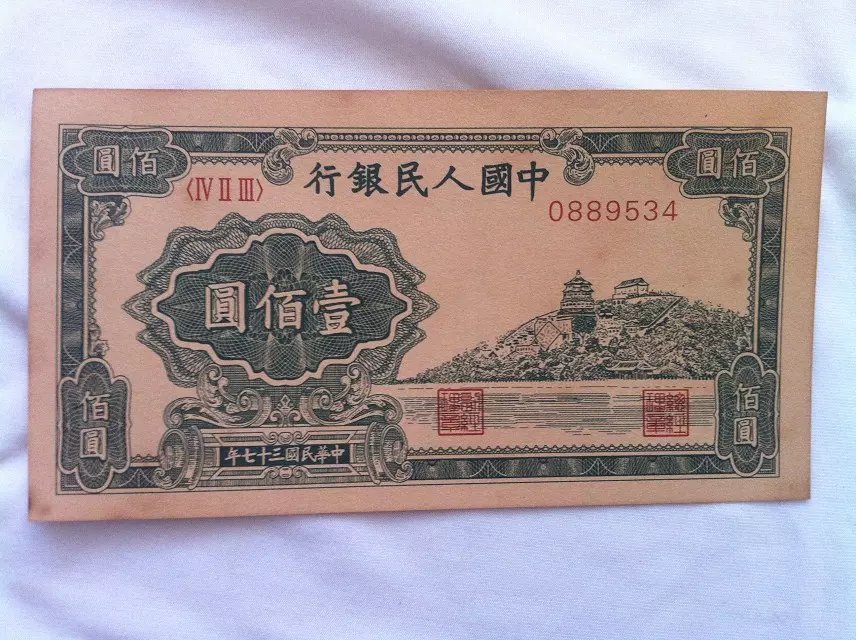 佰圓
佰圓
中國人民銀行
〈Ⅳ Ⅱ Ⅲ〉
0889534
壹佰圓
佰圓
佰圓
中華民國三十七年